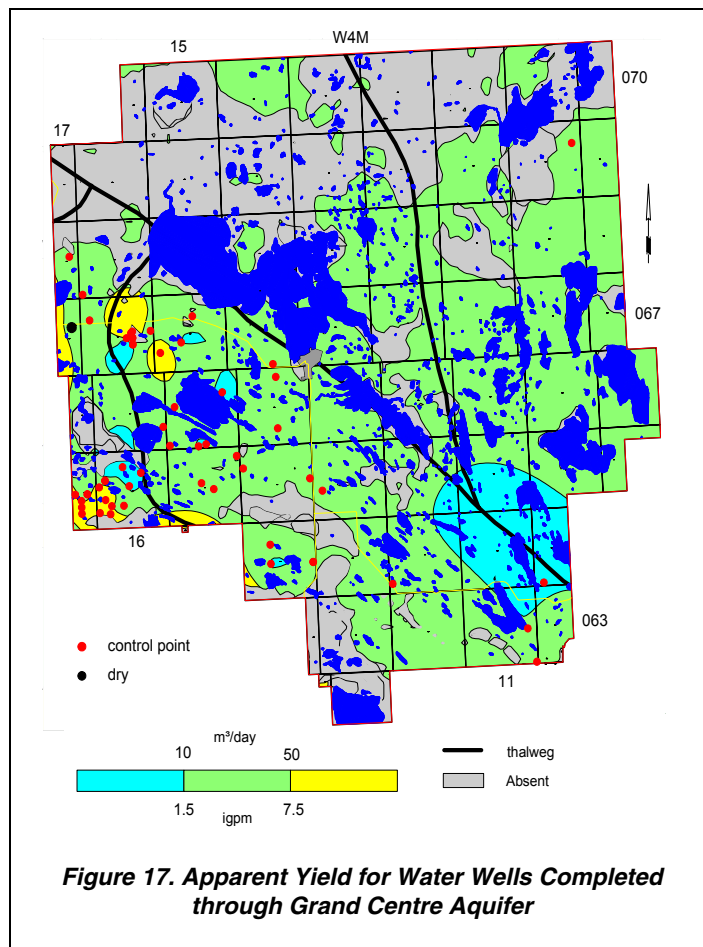 W4M
15
070
17
067
16
063
11
control point
dry
m³/day
10
50
thalweg
Absent
1.5
7.5
igpm
Figure 17. Apparent Yield for Water Wells Completed
through Grand Centre Aquifer